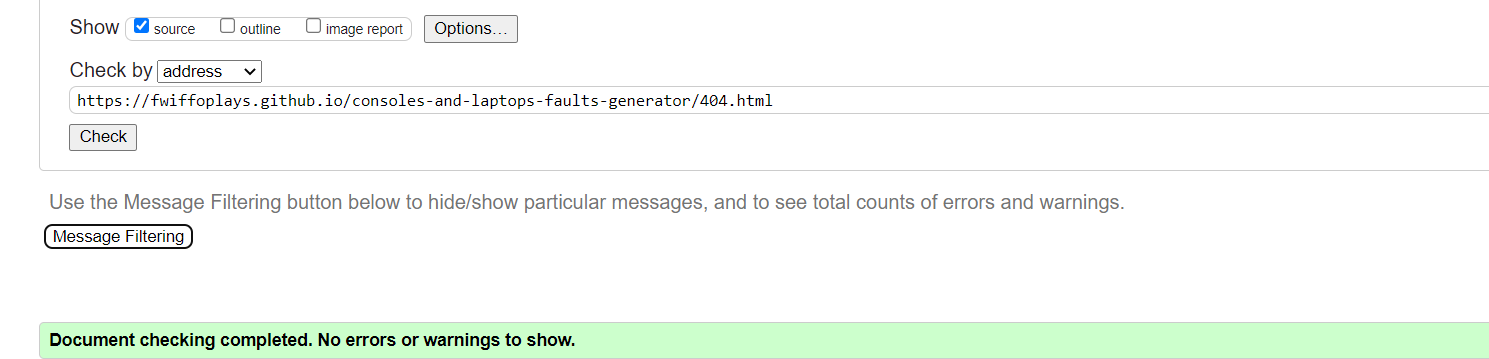 Show source outline image report Options...
Check by address
https://fwiffoplays.github.io/consoles-and-laptops-faults-generator/404.html
Check
Use the Message Filtering button below to hide/show particular messages, and to see total counts of errors and warnings.
Message Filtering
Document checking completed. No errors or warnings to show.